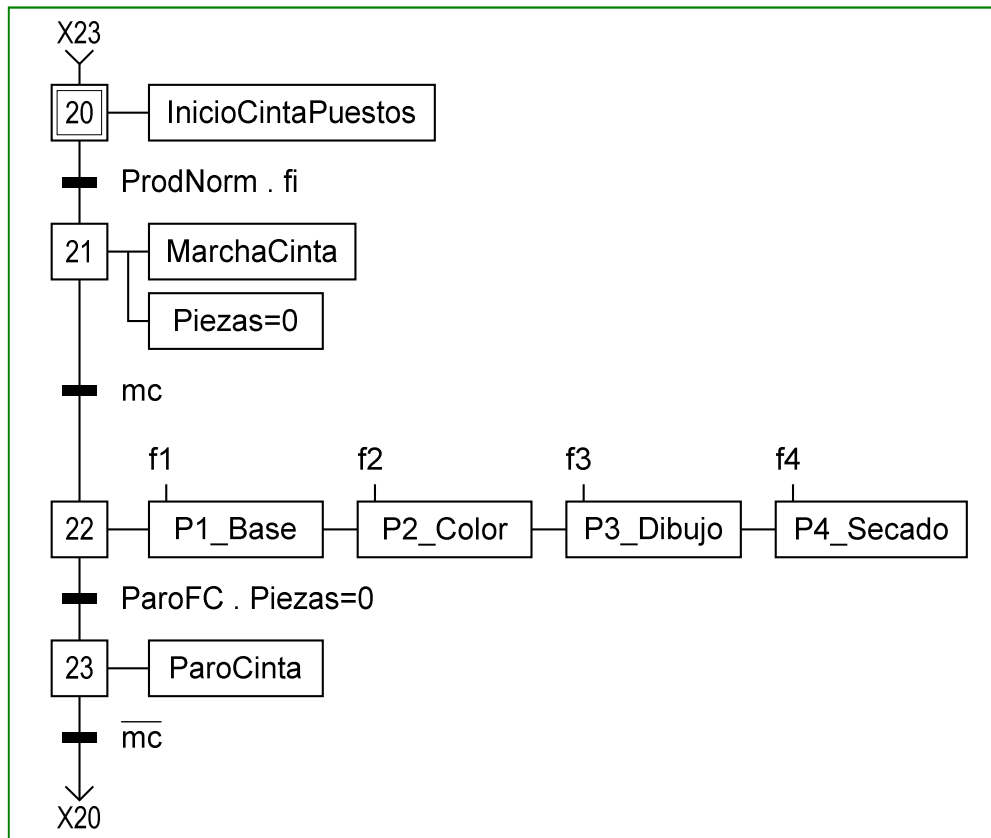 X23
20 InicioCintaPuestos
ProdNorm . fi
21 MarchaCinta
Piezas=0
mc
f1 f2 f3 f4
22 P1_Base P2_Color P3_Dibujo P4_Secado
ParoFC . Piezas=0
23 ParoCinta
m̅c̅
X20